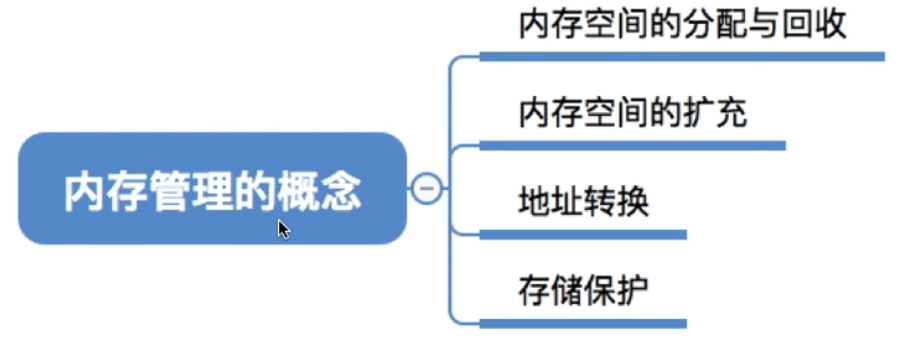 内存管理的概念
内存空间的分配与回收
内存空间的扩充
地址转换
存储保护